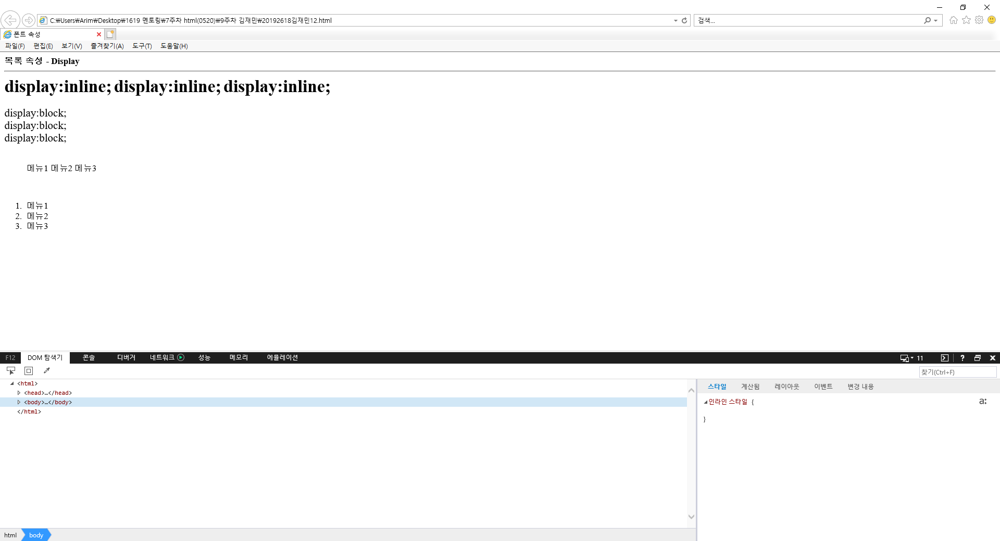 C:₩Users₩Arim₩Desktop₩1619 멘토링₩7주차 html(0520)₩9주차 김재민₩20192618김재민12.html
검색...
폰트 속성
파일(F) 편집(E) 보기(V) 즐겨찾기(A) 도구(T) 도움말(H)
목록 속성 - Display
display:inline; display:inline; display:inline;
display:block;
display:block;
display:block;
메뉴1 메뉴2 메뉴3
1. 메뉴1
2. 메뉴2
3. 메뉴3
F12 DOM 탐색기 콘솔 디버거 네트워크 성능 메모리 에뮬레이션 11 ?
찾기(Ctrl+F)
<html>
<head>…</head>
<body>…</body>
</html>
스타일 계산됨 레이아웃 이벤트 변경 내용
인라인 스타일 {
a:
}
html body